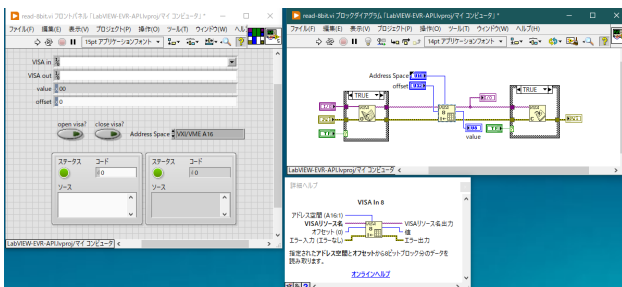 read-8bit.vi フロントパネル *LabVIEW-EVR-API.lvproj/マイ コンピュータ* *
ファイル(F) 編集(E) 表示(V) プロジェクト(P) 操作(O) ツール(T) ウィンドウ(W)
15pt アプリケーションフォント
VISA in
VISA out
value 00
offset 0
open visa? close visa?
Address Space VXI/VME A16
ステータス コード
0
ソース
ステータス コード
0
ソース
LabVIEW-EVR-API.lvproj/マイ コンピュータ
read-8bit.vi ブロックダイアグラム *LabVIEW-EVR-API.lvproj/マイ コンピュータ* *
ファイル(F) 編集(E) 表示(V) プロジェクト(P) 操作(O) ツール(T) ウィンドウ(W) ヘルプ(H)
14pt アプリケーションフォント
Address Space
offset
TRUE
TRUE
value
LabVIEW-EVR-API.lvproj/マイ コンピュータ
詳細ヘルプ
VISA In 8
アドレス空間 (A16:1)
VISAリソース名
オフセット (0)
エラー入力 (エラーなし)
VISAリソース名出力
値
エラー出力
指定されたアドレス空間とオフセットから8ビットブロック分のデータを
読み取ります。
オンラインヘルプ